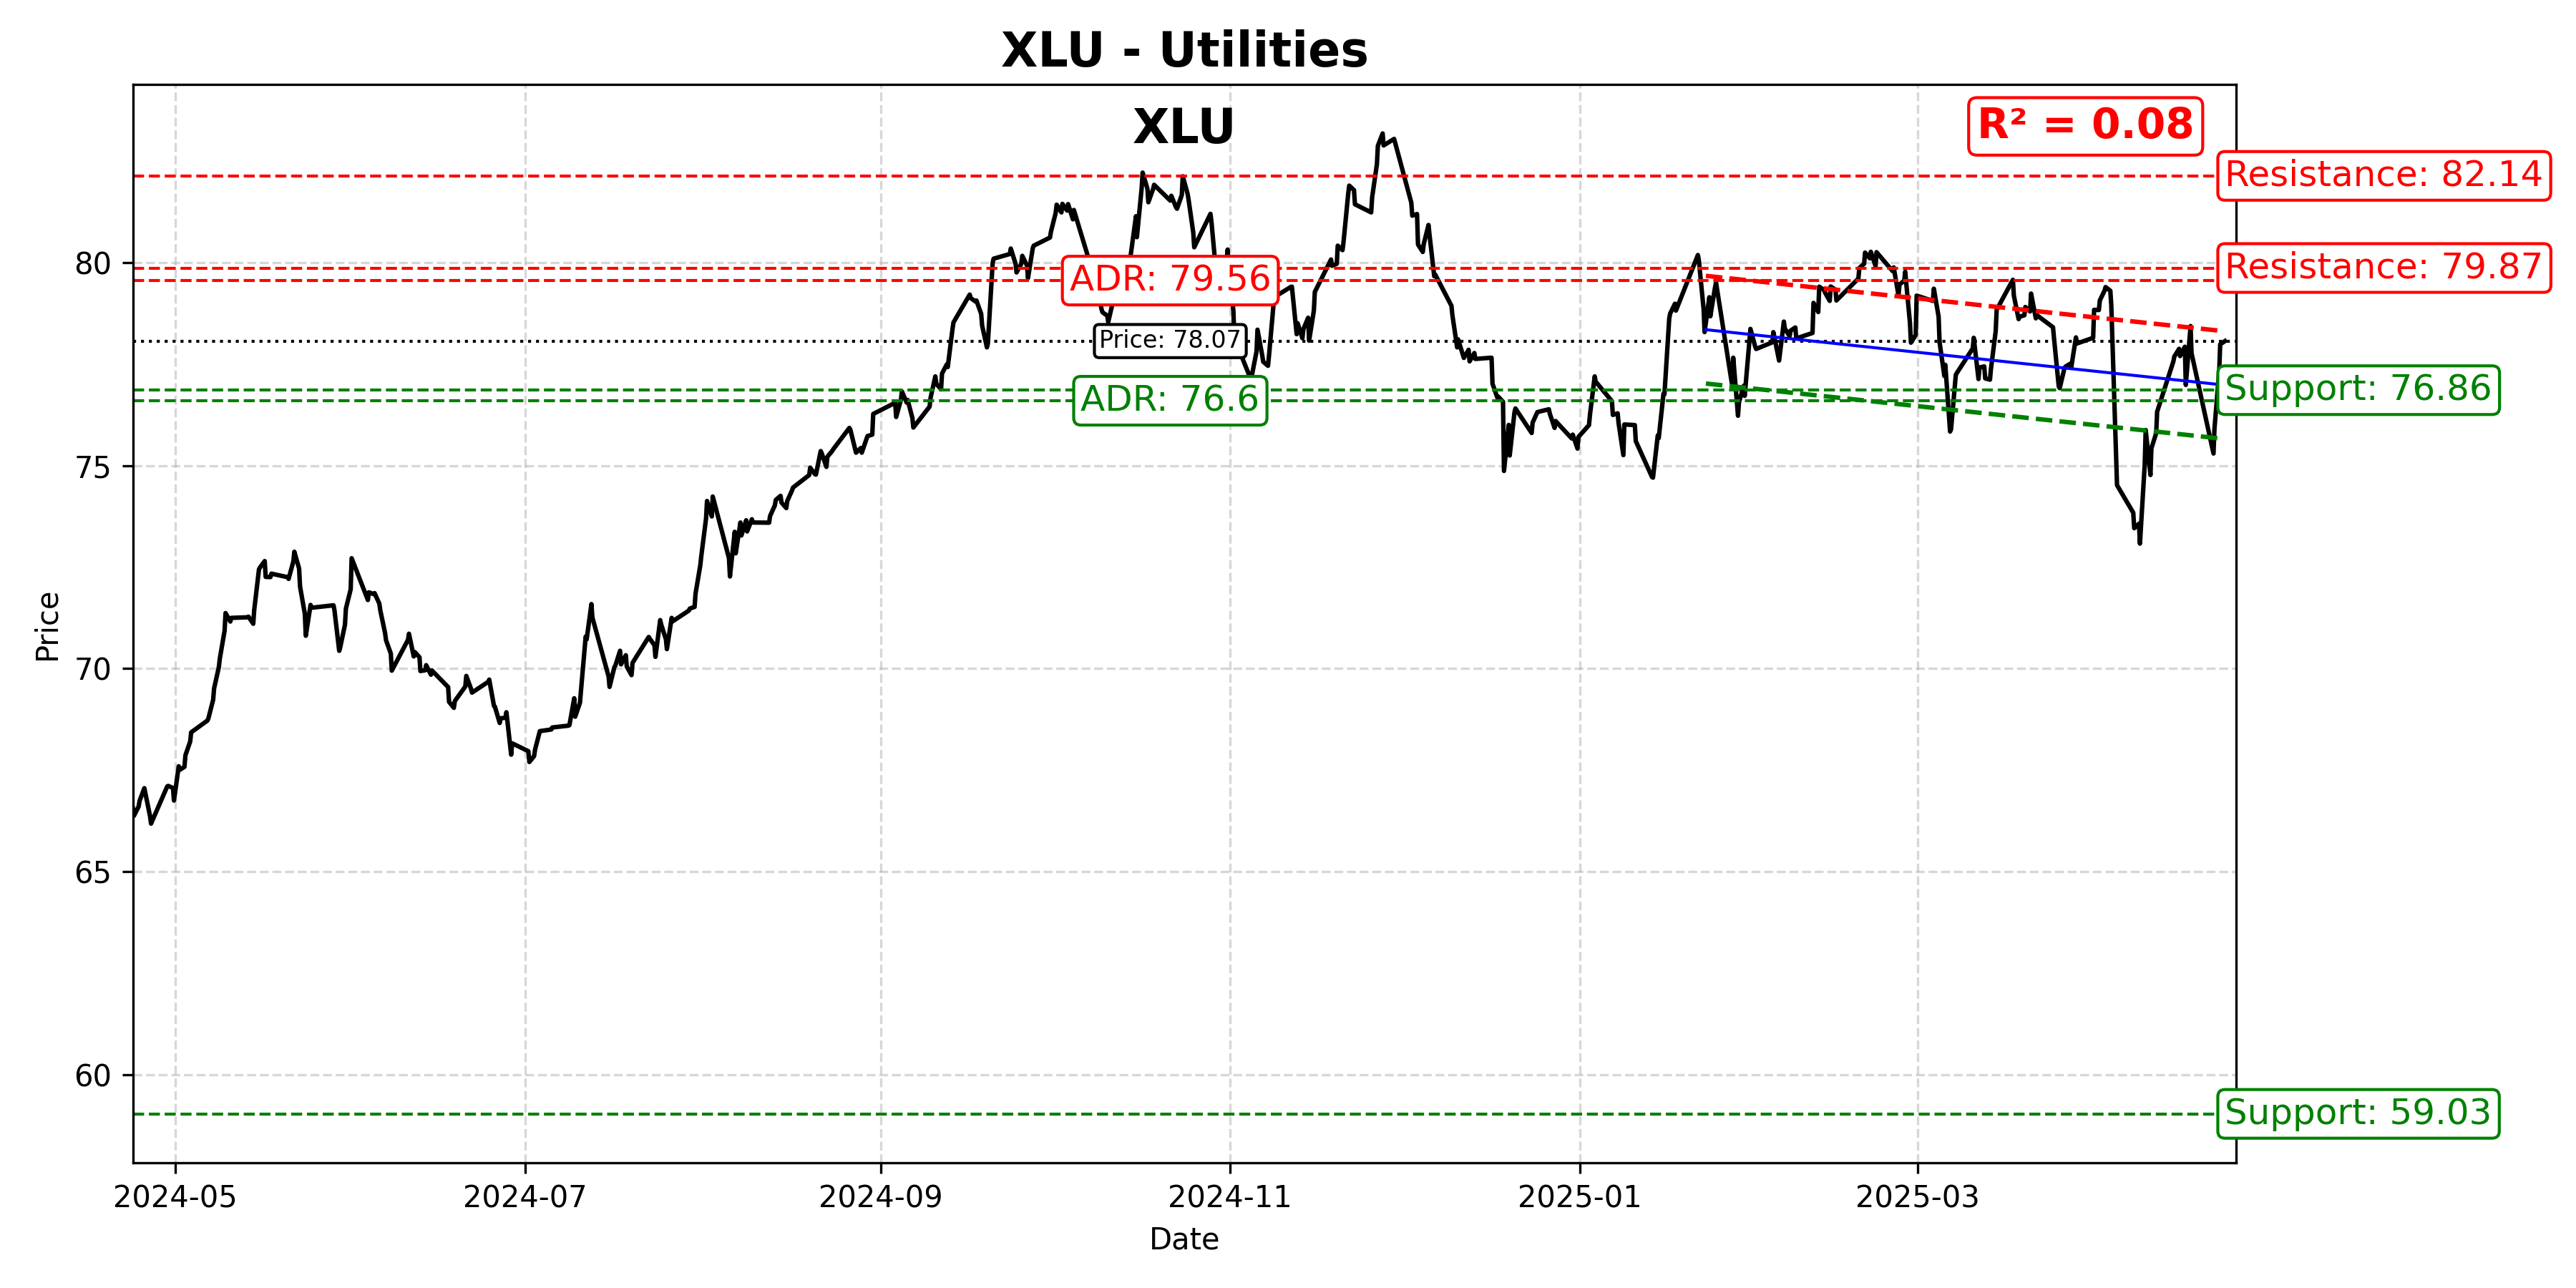 XLU - Utilities
XLU
R² = 0.08
Resistance: 82.14
Resistance: 79.87
ADR: 79.56
Price: 78.07
ADR: 76.6
Support: 76.86
Support: 59.03
Price
80
75
70
65
60
2024-05
2024-07
2024-09
2024-11
2025-01
2025-03
Date